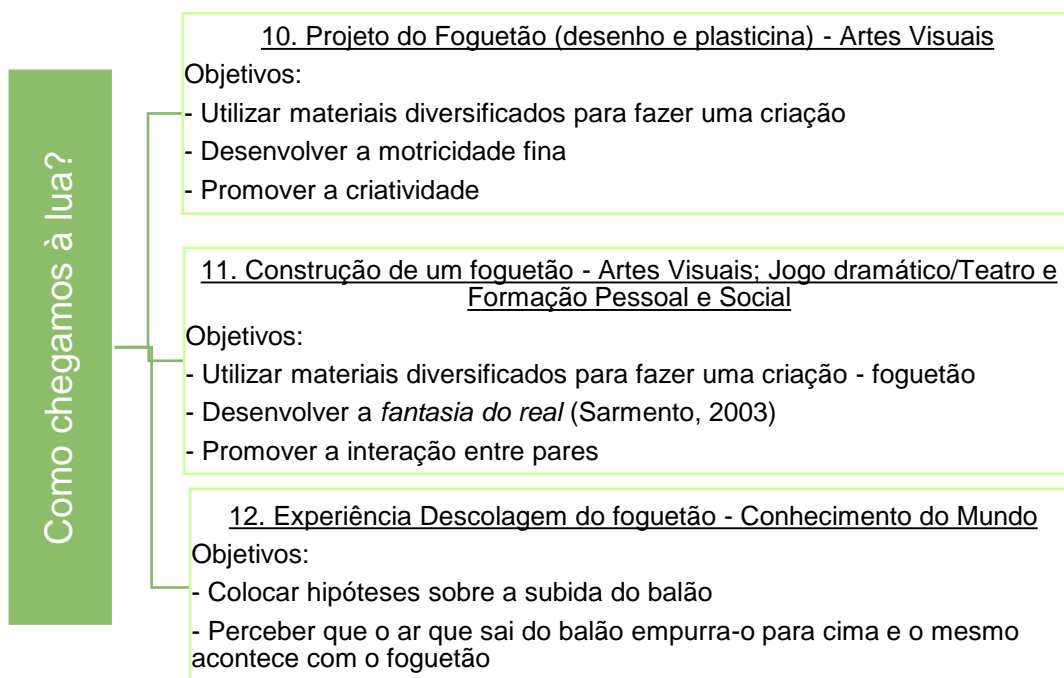 Como chegamos à lua?
10. Projeto do Foguetão (desenho e plasticina) - Artes Visuais
Objetivos:
- Utilizar materiais diversificados para fazer uma criação
- Desenvolver a motricidade fina
- Promover a criatividade
11. Construção de um foguetão - Artes Visuais; Jogo dramático/Teatro e
Formação Pessoal e Social
Objetivos:
- Utilizar materiais diversificados para fazer uma criação - foguetão
- Desenvolver a fantasia do real (Sarmento, 2003)
- Promover a interação entre pares
12. Experiência Descolagem do foguetão - Conhecimento do Mundo
Objetivos:
- Colocar hipóteses sobre a subida do balão
- Perceber que o ar que sai do balão empurra-o para cima e o mesmo
acontece com o foguetão